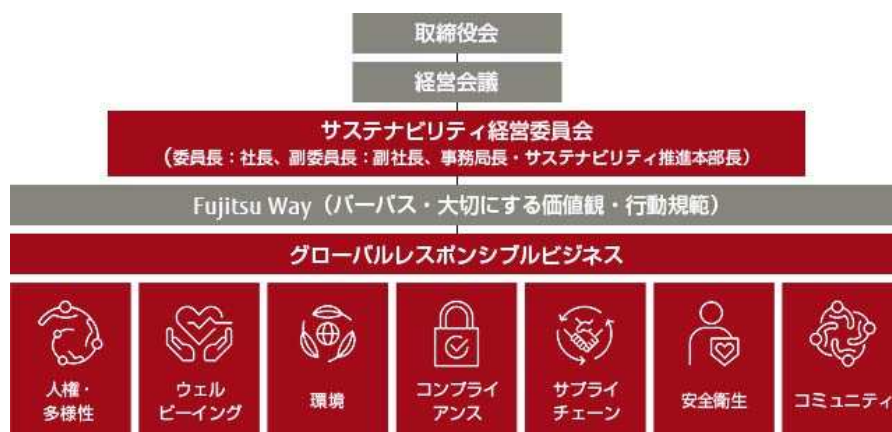 取締役会
経営会議
サステナビリティ経営委員会
（委員長：社長、副委員長：副社長、事務局長・サステナビリティ推進本部長）
Fujitsu Way（パーパス・大切にする価値観・行動規範）
グローバルレスポンシブルビジネス
人権・
多様性
ウェル
ビーイング
環境
コンプライ
アンス
サプライ
チェーン
安全衛生
コミュニティ